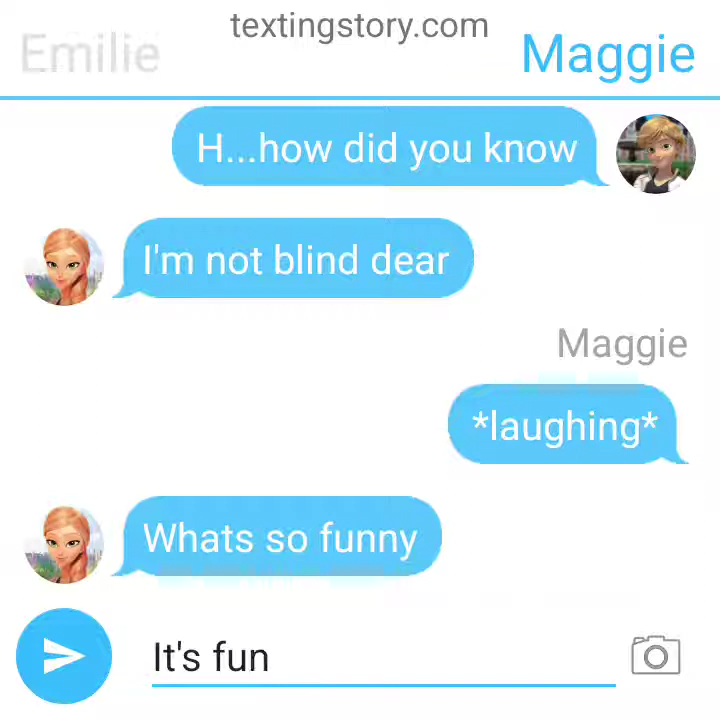 textingstory.com
Emilie
Maggie
H...how did you know
I'm not blind dear
Maggie
*laughing*
Whats so funny
It's fun